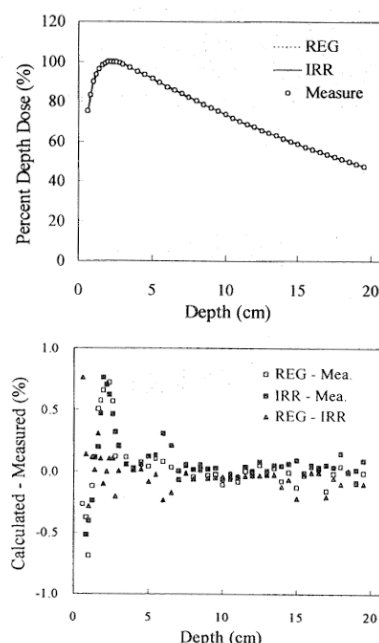 120
100
80
60
40
20
0
Percent Depth Dose (%)
REG
IRR
Measure
0 5 10 15 20
Depth (cm)
1.0
0.5
0.0
-0.5
-1.0
Calculated - Measured (%)
REG - Mea.
IRR - Mea.
REG - IRR
0 5 10 15 20
Depth (cm)